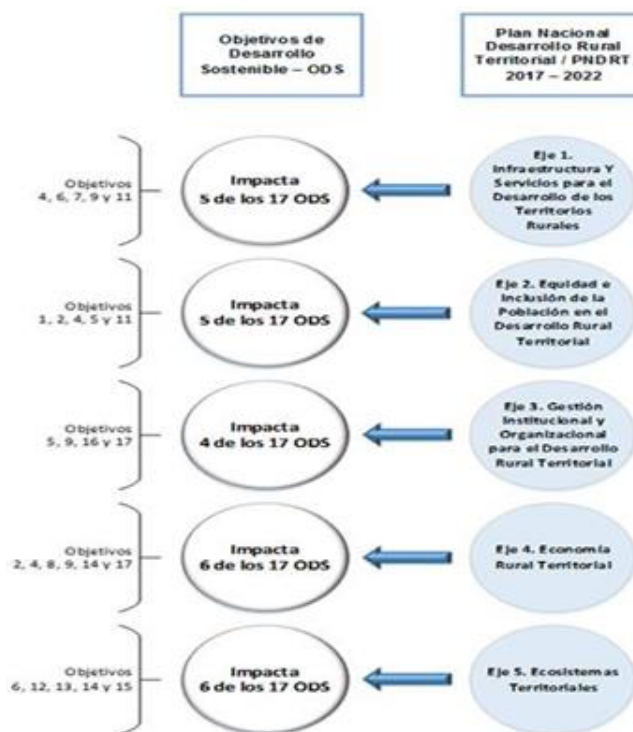 Objetivos de
Desarrollo
Sostenible – ODS
Plan Nacional
Desarrollo Rural
Territorial / PNDRT
2017 – 2022
Objetivos
4, 6, 7, 9 y 11
Impacta
5 de los 17 ODS
Eje 1.
Infraestructura Y
Servicios para el
Desarrollo de los
Territorios
Rurales
Objetivos
1, 2, 4, 5 y 11
Impacta
5 de los 17 ODS
Eje 2. Equidad e
Inclusión de la
Población en el
Desarrollo Rural
Territorial
Objetivos
5, 9, 16 y 17
Impacta
4 de los 17 ODS
Eje 3. Gestión
Institucional y
Organizacional
para el Desarrollo
Rural Territorial
Objetivos
2, 4, 8, 9, 14 y 17
Impacta
6 de los 17 ODS
Eje 4. Economía
Rural Territorial
Objetivos
6, 12, 13, 14 y 15
Impacta
6 de los 17 ODS
Eje 5. Ecosistemas
Territoriales